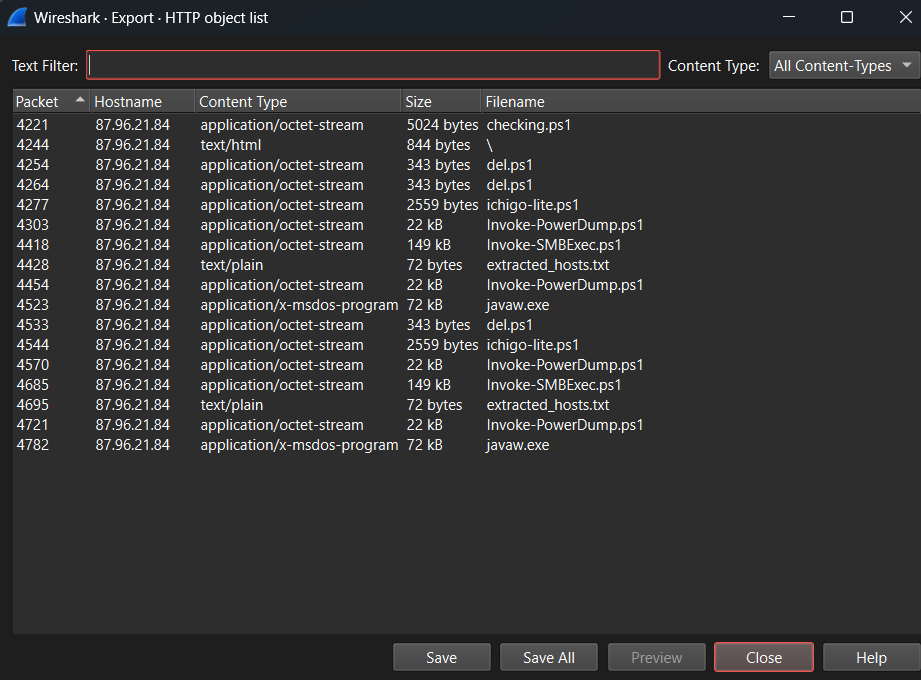 Wireshark · Export · HTTP object list
Text Filter: Content Type: All Content-Types
Packet Hostname Content Type Size Filename
4221 87.96.21.84 application/octet-stream 5024 bytes checking.ps1
4244 87.96.21.84 text/html 844 bytes \
4254 87.96.21.84 application/octet-stream 343 bytes del.ps1
4264 87.96.21.84 application/octet-stream 343 bytes del.ps1
4277 87.96.21.84 application/octet-stream 2559 bytes ichigo-lite.ps1
4303 87.96.21.84 application/octet-stream 22 kB Invoke-PowerDump.ps1
4418 87.96.21.84 application/octet-stream 149 kB Invoke-SMBExec.ps1
4428 87.96.21.84 text/plain 72 bytes extracted_hosts.txt
4454 87.96.21.84 application/octet-stream 22 kB Invoke-PowerDump.ps1
4523 87.96.21.84 application/x-msdos-program 72 kB javaw.exe
4533 87.96.21.84 application/octet-stream 343 bytes del.ps1
4544 87.96.21.84 application/octet-stream 2559 bytes ichigo-lite.ps1
4570 87.96.21.84 application/octet-stream 22 kB Invoke-PowerDump.ps1
4685 87.96.21.84 application/octet-stream 149 kB Invoke-SMBExec.ps1
4695 87.96.21.84 text/plain 72 bytes extracted_hosts.txt
4721 87.96.21.84 application/octet-stream 22 kB Invoke-PowerDump.ps1
4782 87.96.21.84 application/x-msdos-program 72 kB javaw.exe
Save Save All Preview Close Help